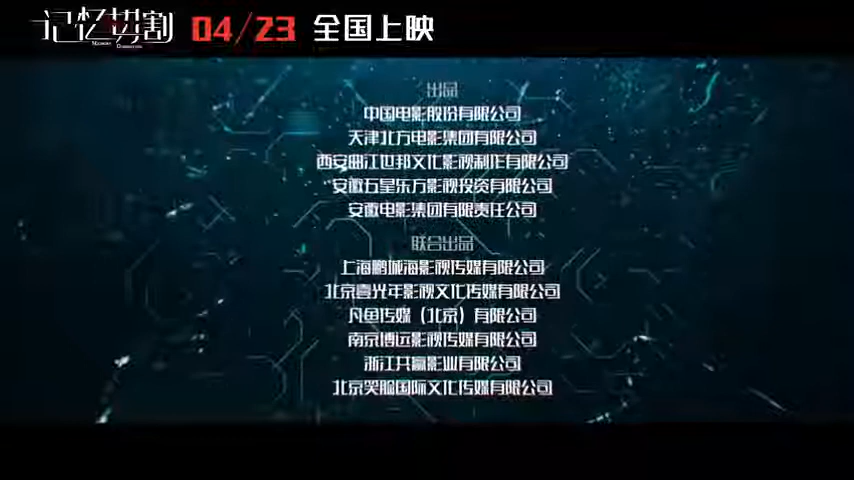 记忆切割 04/23 全国上映
出品
中国电影股份有限公司
天津北方电影集团有限公司
西安曲江世邦文化影视制作有限公司
安徽五星东方影视投资有限公司
安徽电影集团有限责任公司
联合出品
上海鹏城海影视传媒有限公司
北京喜光年影视文化传媒有限公司
凡鱼传媒（北京）有限公司
南京博远影视传媒有限公司
浙江共赢影业有限公司
北京笑脸国际文化传媒有限公司